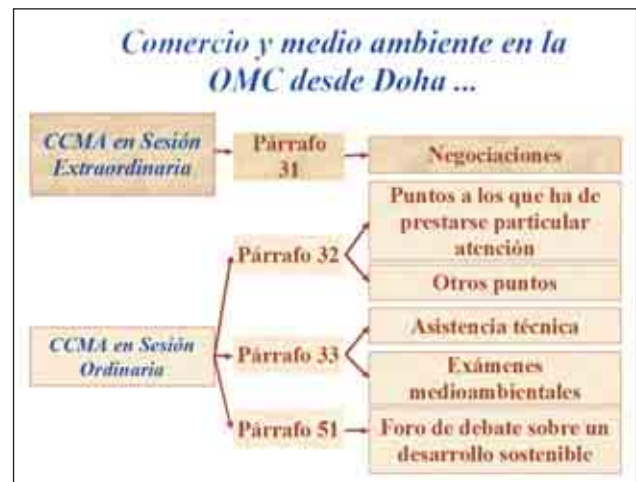 Comercio y medio ambiente en la
OMC desde Doha ...
CCMA en Sesión
Extraordinaria
Párrafo
31
Negociaciones
Puntos a los que ha de
prestarse particular
atención
Párrafo 32
Otros puntos
CCMA en Sesión
Ordinaria
Párrafo 33
Asistencia técnica
Exámenes
medioambientales
Párrafo 51
Foro de debate sobre un
desarrollo sostenible